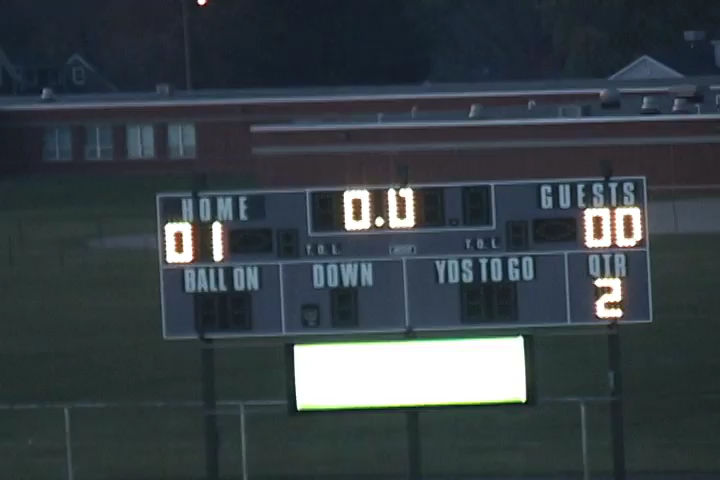 HOME 0.0 GUESTS
01 T.O.L. T.O.L. 00
BALL ON DOWN YDS TO GO QTR
2